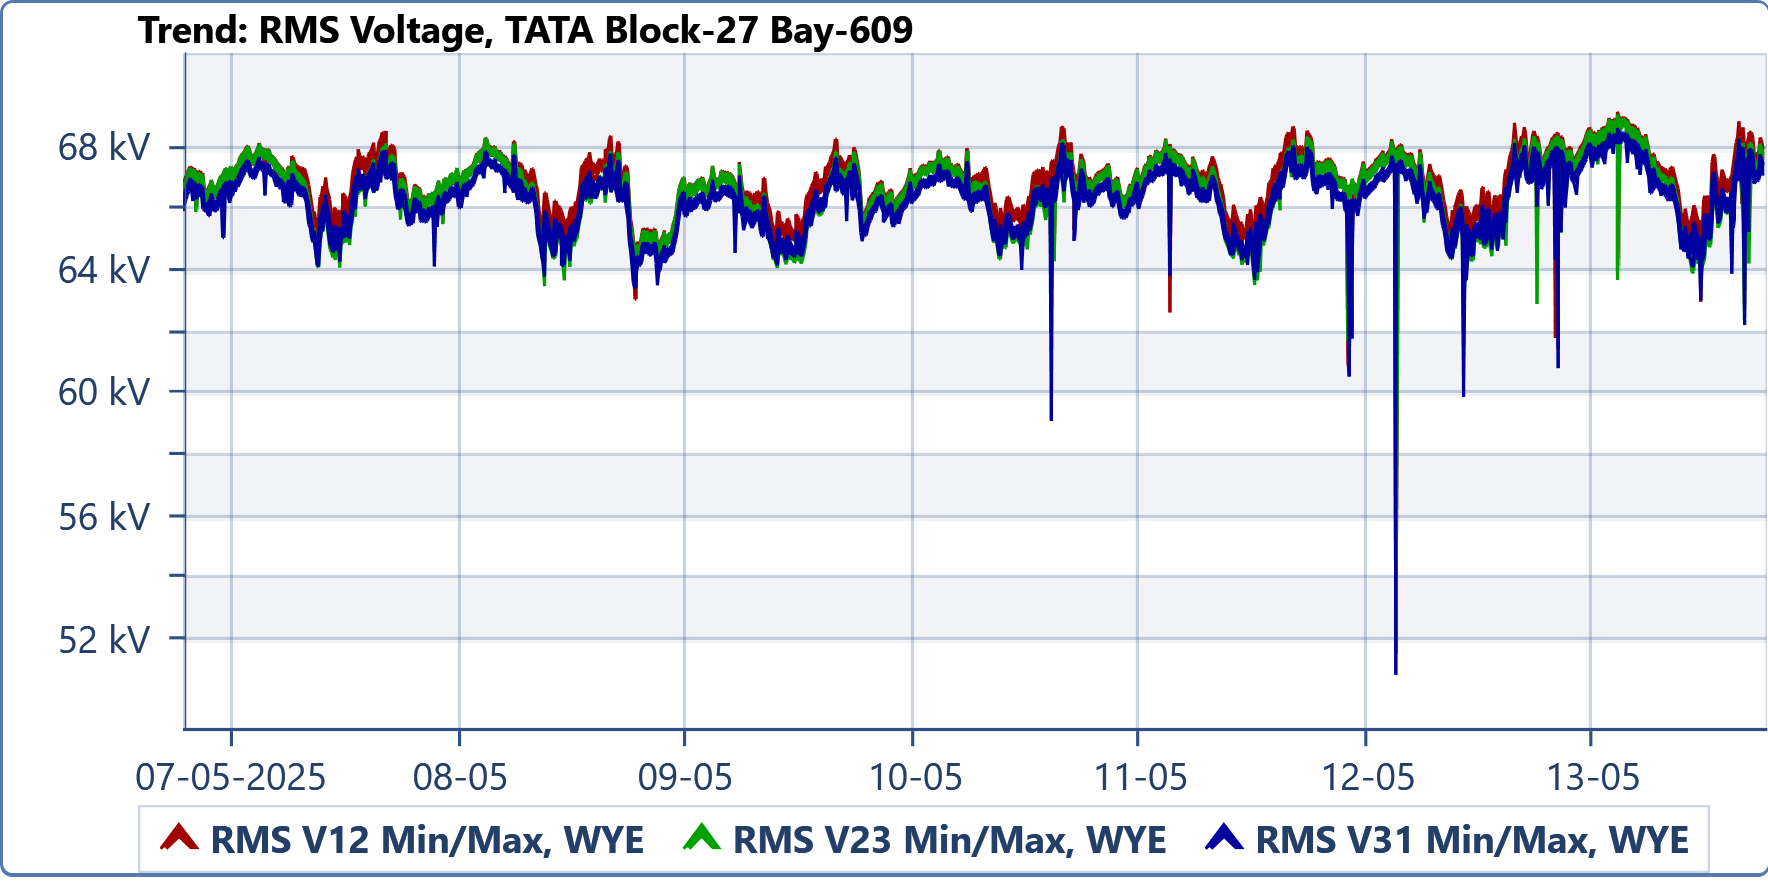 Trend: RMS Voltage, TATA Block-27 Bay-609
68 kV
64 kV
60 kV
56 kV
52 kV
07-05-2025 08-05 09-05 10-05 11-05 12-05 13-05
RMS V12 Min/Max, WYE RMS V23 Min/Max, WYE RMS V31 Min/Max, WYE